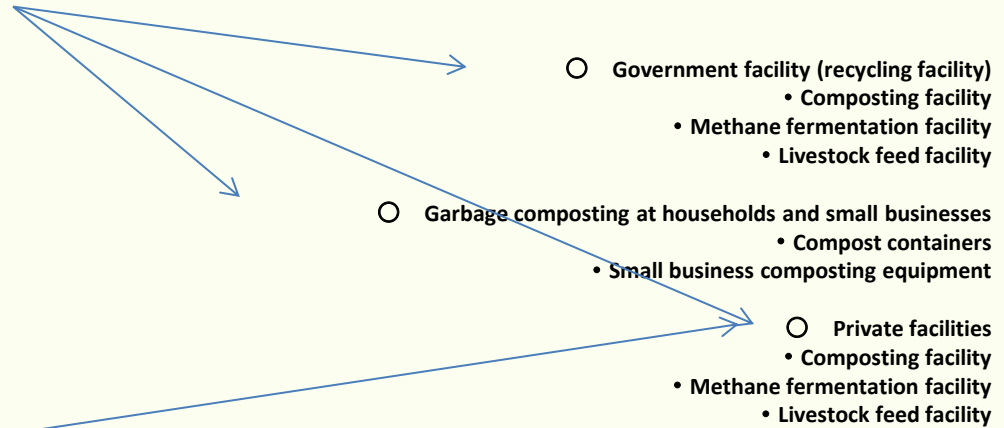 ○ Government facility (recycling facility)
• Composting facility
• Methane fermentation facility
• Livestock feed facility
○ Garbage composting at households and small businesses
• Compost containers
• Small business composting equipment
○ Private facilities
• Composting facility
• Methane fermentation facility
• Livestock feed facility